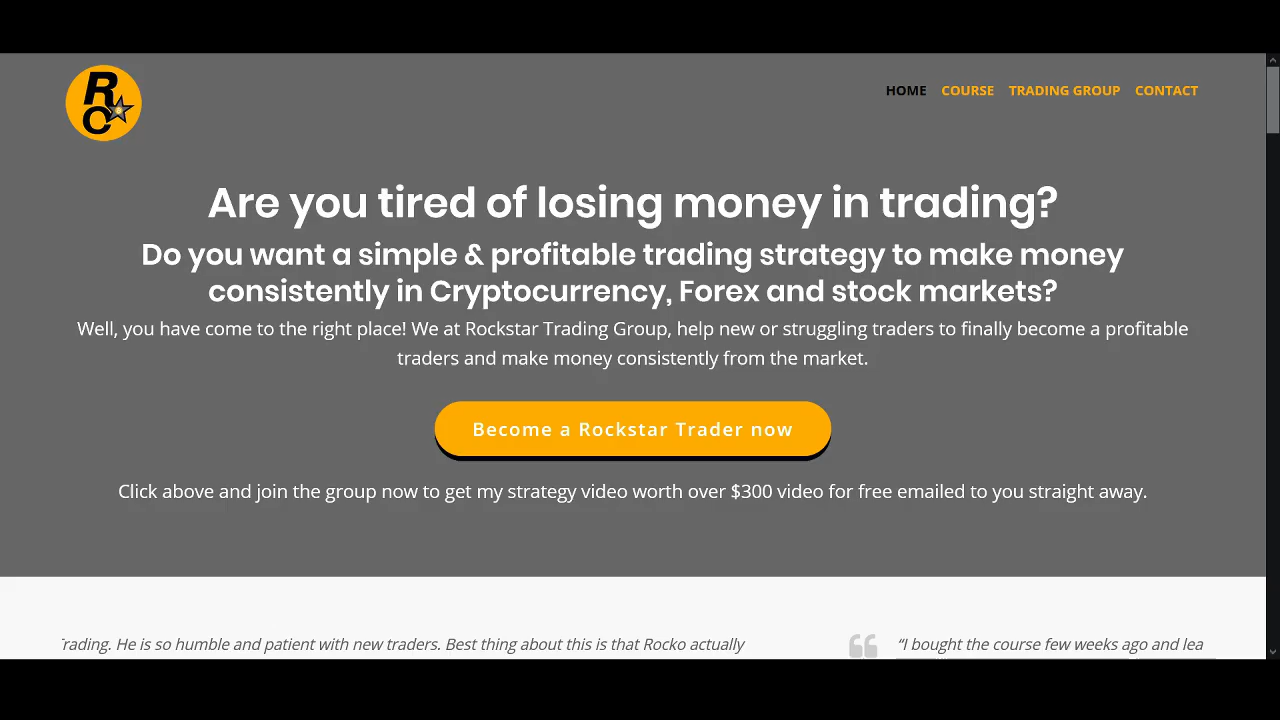 RC
HOME COURSE TRADING GROUP CONTACT
Are you tired of losing money in trading?
Do you want a simple & profitable trading strategy to make money
consistently in Cryptocurrency, Forex and stock markets?
Well, you have come to the right place! We at Rockstar Trading Group, help new or struggling traders to finally become a profitable
traders and make money consistently from the market.
Become a Rockstar Trader now
Click above and join the group now to get my strategy video worth over $300 video for free emailed to you straight away.
rading. He is so humble and patient with new traders. Best thing about this is that Rocko actually
“I bought the course few weeks ago and lea